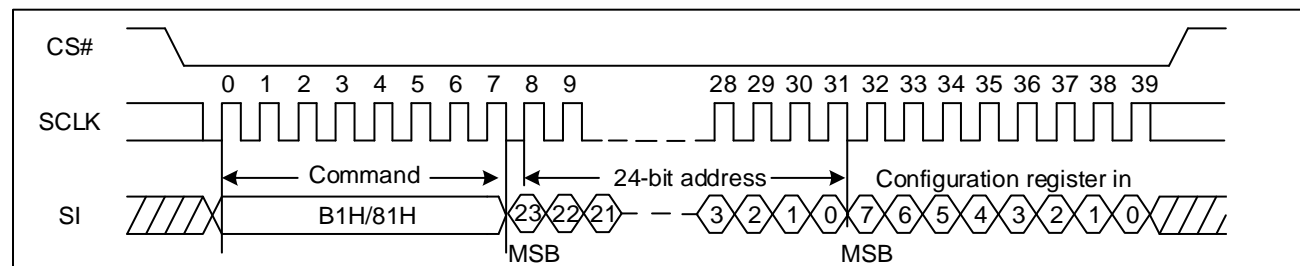 CS#
0 1 2 3 4 5 6 7 8 9 28 29 30 31 32 33 34 35 36 37 38 39
SCLK
Command 24-bit address Configuration register in
SI B1H/81H 23 22 21 3 2 1 0 7 6 5 4 3 2 1 0
MSB MSB